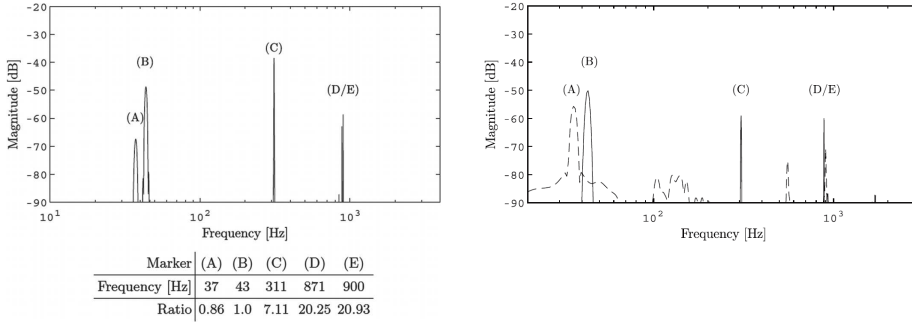 -20
-30
-40
-50
-60
-70
-80
-90
Magnitude [dB]
(A)
(B)
(C)
(D/E)
10^1
10^2
10^3
Frequency [Hz]
Marker (A) (B) (C) (D) (E)
Frequency [Hz] 37 43 311 871 900
Ratio 0.86 1.0 7.11 20.25 20.93
-20
-30
-40
-50
-60
-70
-80
-90
Magnitude [dB]
(A)
(B)
(C)
(D/E)
10^2
10^3
Frequency [Hz]